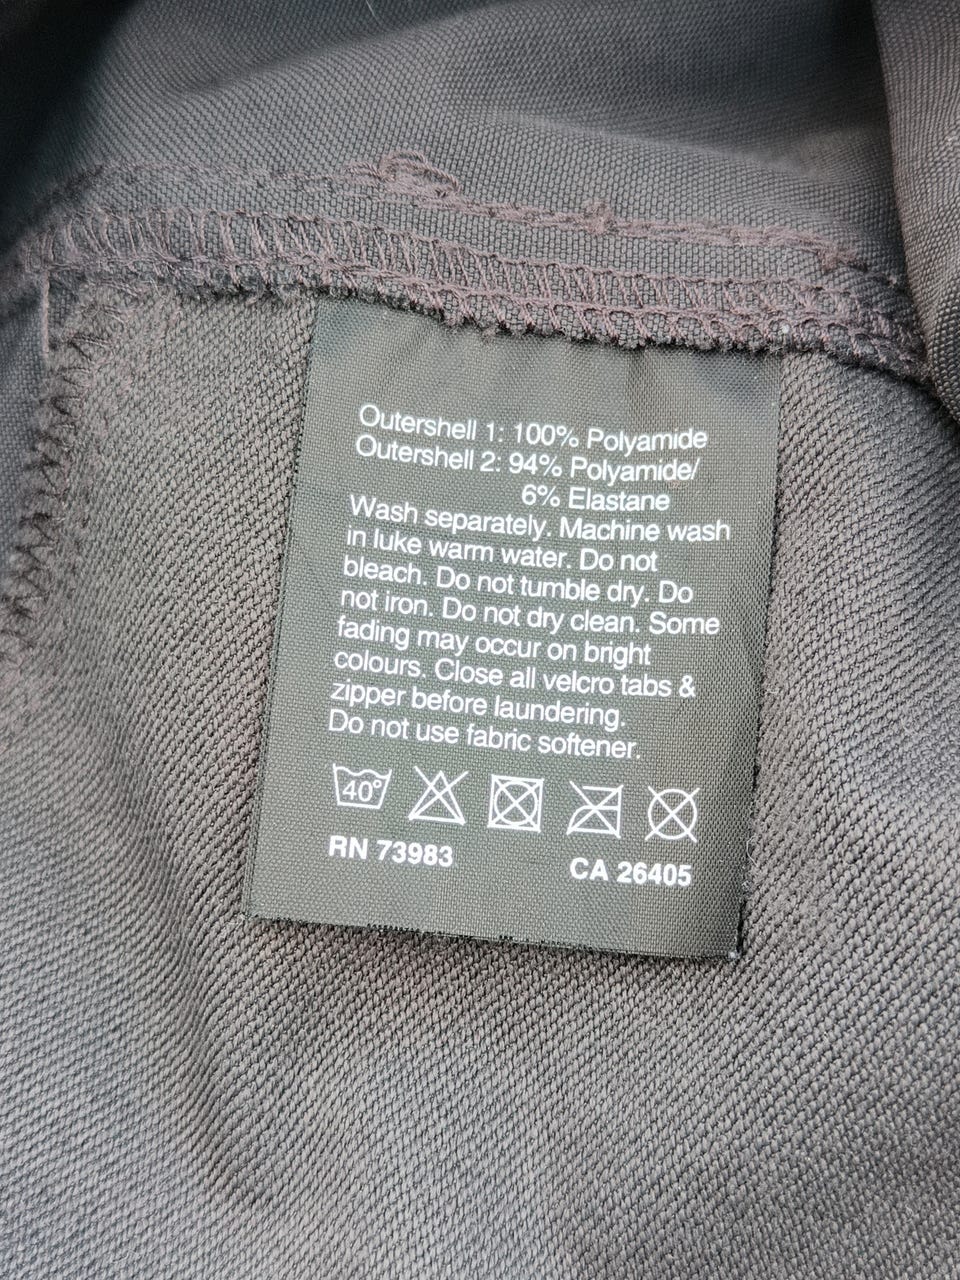 Outershell 1: 100% Polyamide
Outershell 2: 94% Polyamide/
6% Elastane
Wash separately. Machine wash
in luke warm water. Do not
bleach. Do not tumble dry. Do
not iron. Do not dry clean. Some
fading may occur on bright
colours. Close all velcro tabs &
zipper before laundering.
Do not use fabric softener.
40°
RN 73983 CA 26405